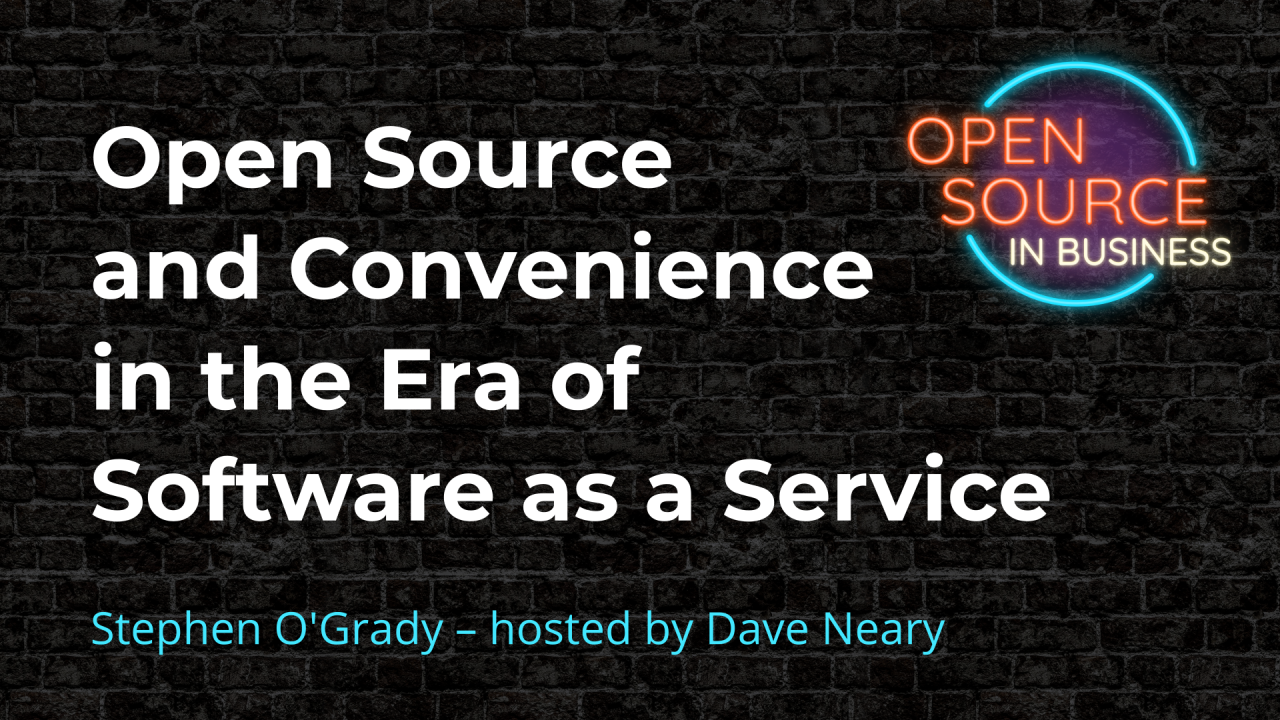 Open Source
and Convenience
in the Era of
Software as a Service
Stephen O'Grady – hosted by Dave Neary
OPEN
SOURCE
IN BUSINESS